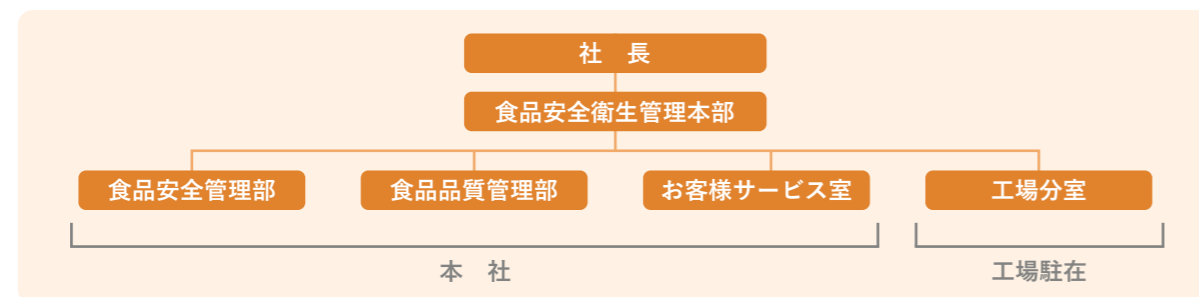 社　長
食品安全衛生管理本部
食品安全管理部
食品品質管理部
お客様サービス室
工場分室
本　社
工場駐在